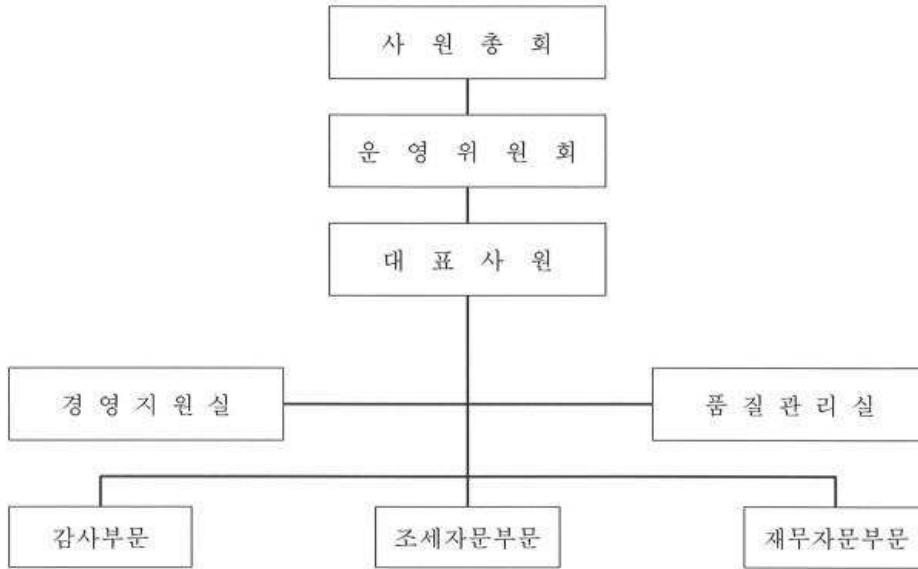 사 원 총 회
운 영 위 원 회
대 표 사 원
경 영 지 원 실
품 질 관 리 실
감사부문
조세자문부문
재무자문부문